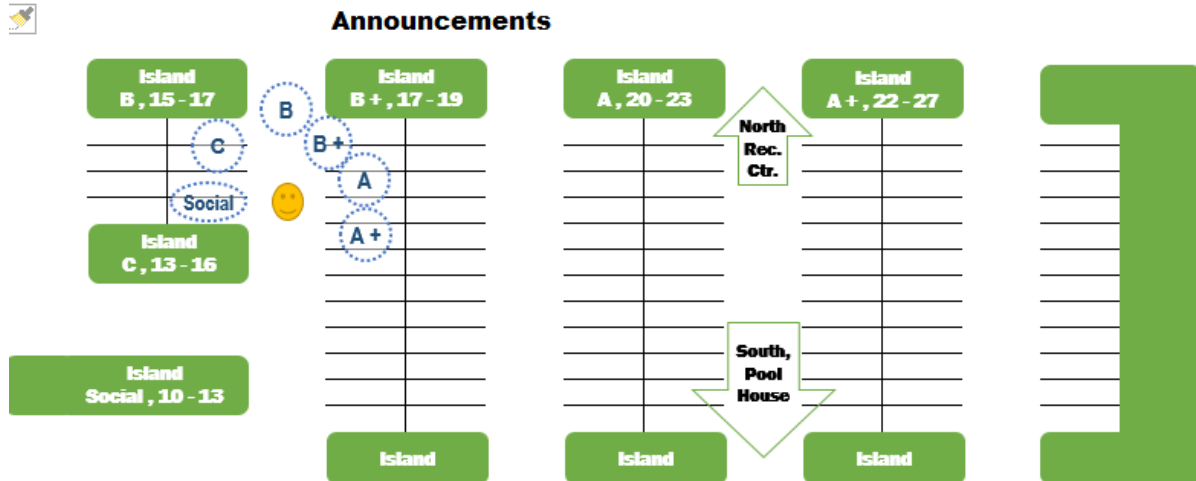 Announcements
Island
B , 15 - 17
Island
B + , 17 - 19
Island
A , 20 - 23
Island
A + , 22 - 27
B
C
B +
A
Social
A +
North
Rec.
Ctr.
Island
C , 13 - 16
South,
Pool
House
Island
Social , 10 - 13
Island
Island
Island